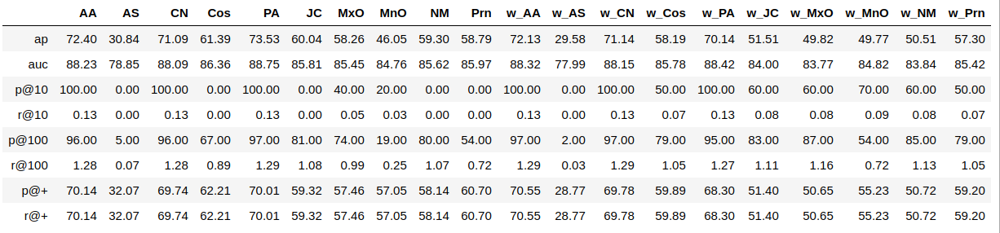 AA AS CN Cos PA JC MxO MnO NM Prn w_AA w_AS w_CN w_Cos w_PA w_JC w_MxO w_MnO w_NM w_Prn
ap 72.40 30.84 71.09 61.39 73.53 60.04 58.26 46.05 59.30 58.79 72.13 29.58 71.14 58.19 70.14 51.51 49.82 49.77 50.51 57.30
auc 88.23 78.85 88.09 86.36 88.75 85.81 85.45 84.76 85.62 85.97 88.32 77.99 88.15 85.78 88.42 84.00 83.77 84.82 83.84 85.42
p@10 100.00 0.00 100.00 0.00 100.00 0.00 40.00 20.00 0.00 0.00 100.00 0.00 100.00 50.00 100.00 60.00 60.00 70.00 60.00 50.00
r@10 0.13 0.00 0.13 0.00 0.13 0.00 0.05 0.03 0.00 0.00 0.13 0.00 0.13 0.07 0.13 0.08 0.08 0.09 0.08 0.07
p@100 96.00 5.00 96.00 67.00 97.00 81.00 74.00 19.00 80.00 54.00 97.00 2.00 97.00 79.00 95.00 83.00 87.00 54.00 85.00 79.00
r@100 1.28 0.07 1.28 0.89 1.29 1.08 0.99 0.25 1.07 0.72 1.29 0.03 1.29 1.05 1.27 1.11 1.16 0.72 1.13 1.05
p@+ 70.14 32.07 69.74 62.21 70.01 59.32 57.46 57.05 58.14 60.70 70.55 28.77 69.78 59.89 68.30 51.40 50.65 55.23 50.72 59.20
r@+ 70.14 32.07 69.74 62.21 70.01 59.32 57.46 57.05 58.14 60.70 70.55 28.77 69.78 59.89 68.30 51.40 50.65 55.23 50.72 59.20